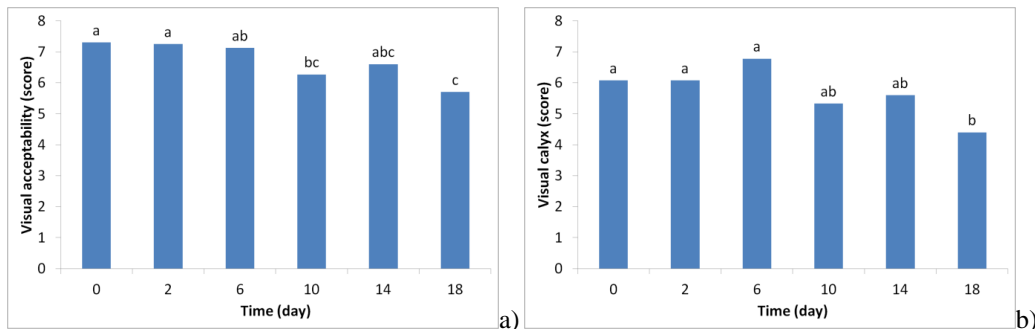 8
7
6
5
4
3
2
1
0
Visual acceptability (score)
a
a
ab
bc
abc
c
0 2 6 10 14 18
Time (day)
a)
8
7
6
5
4
3
2
1
0
Visual calyx (score)
a
a
a
ab
ab
b
0 2 6 10 14 18
Time (day)
b)